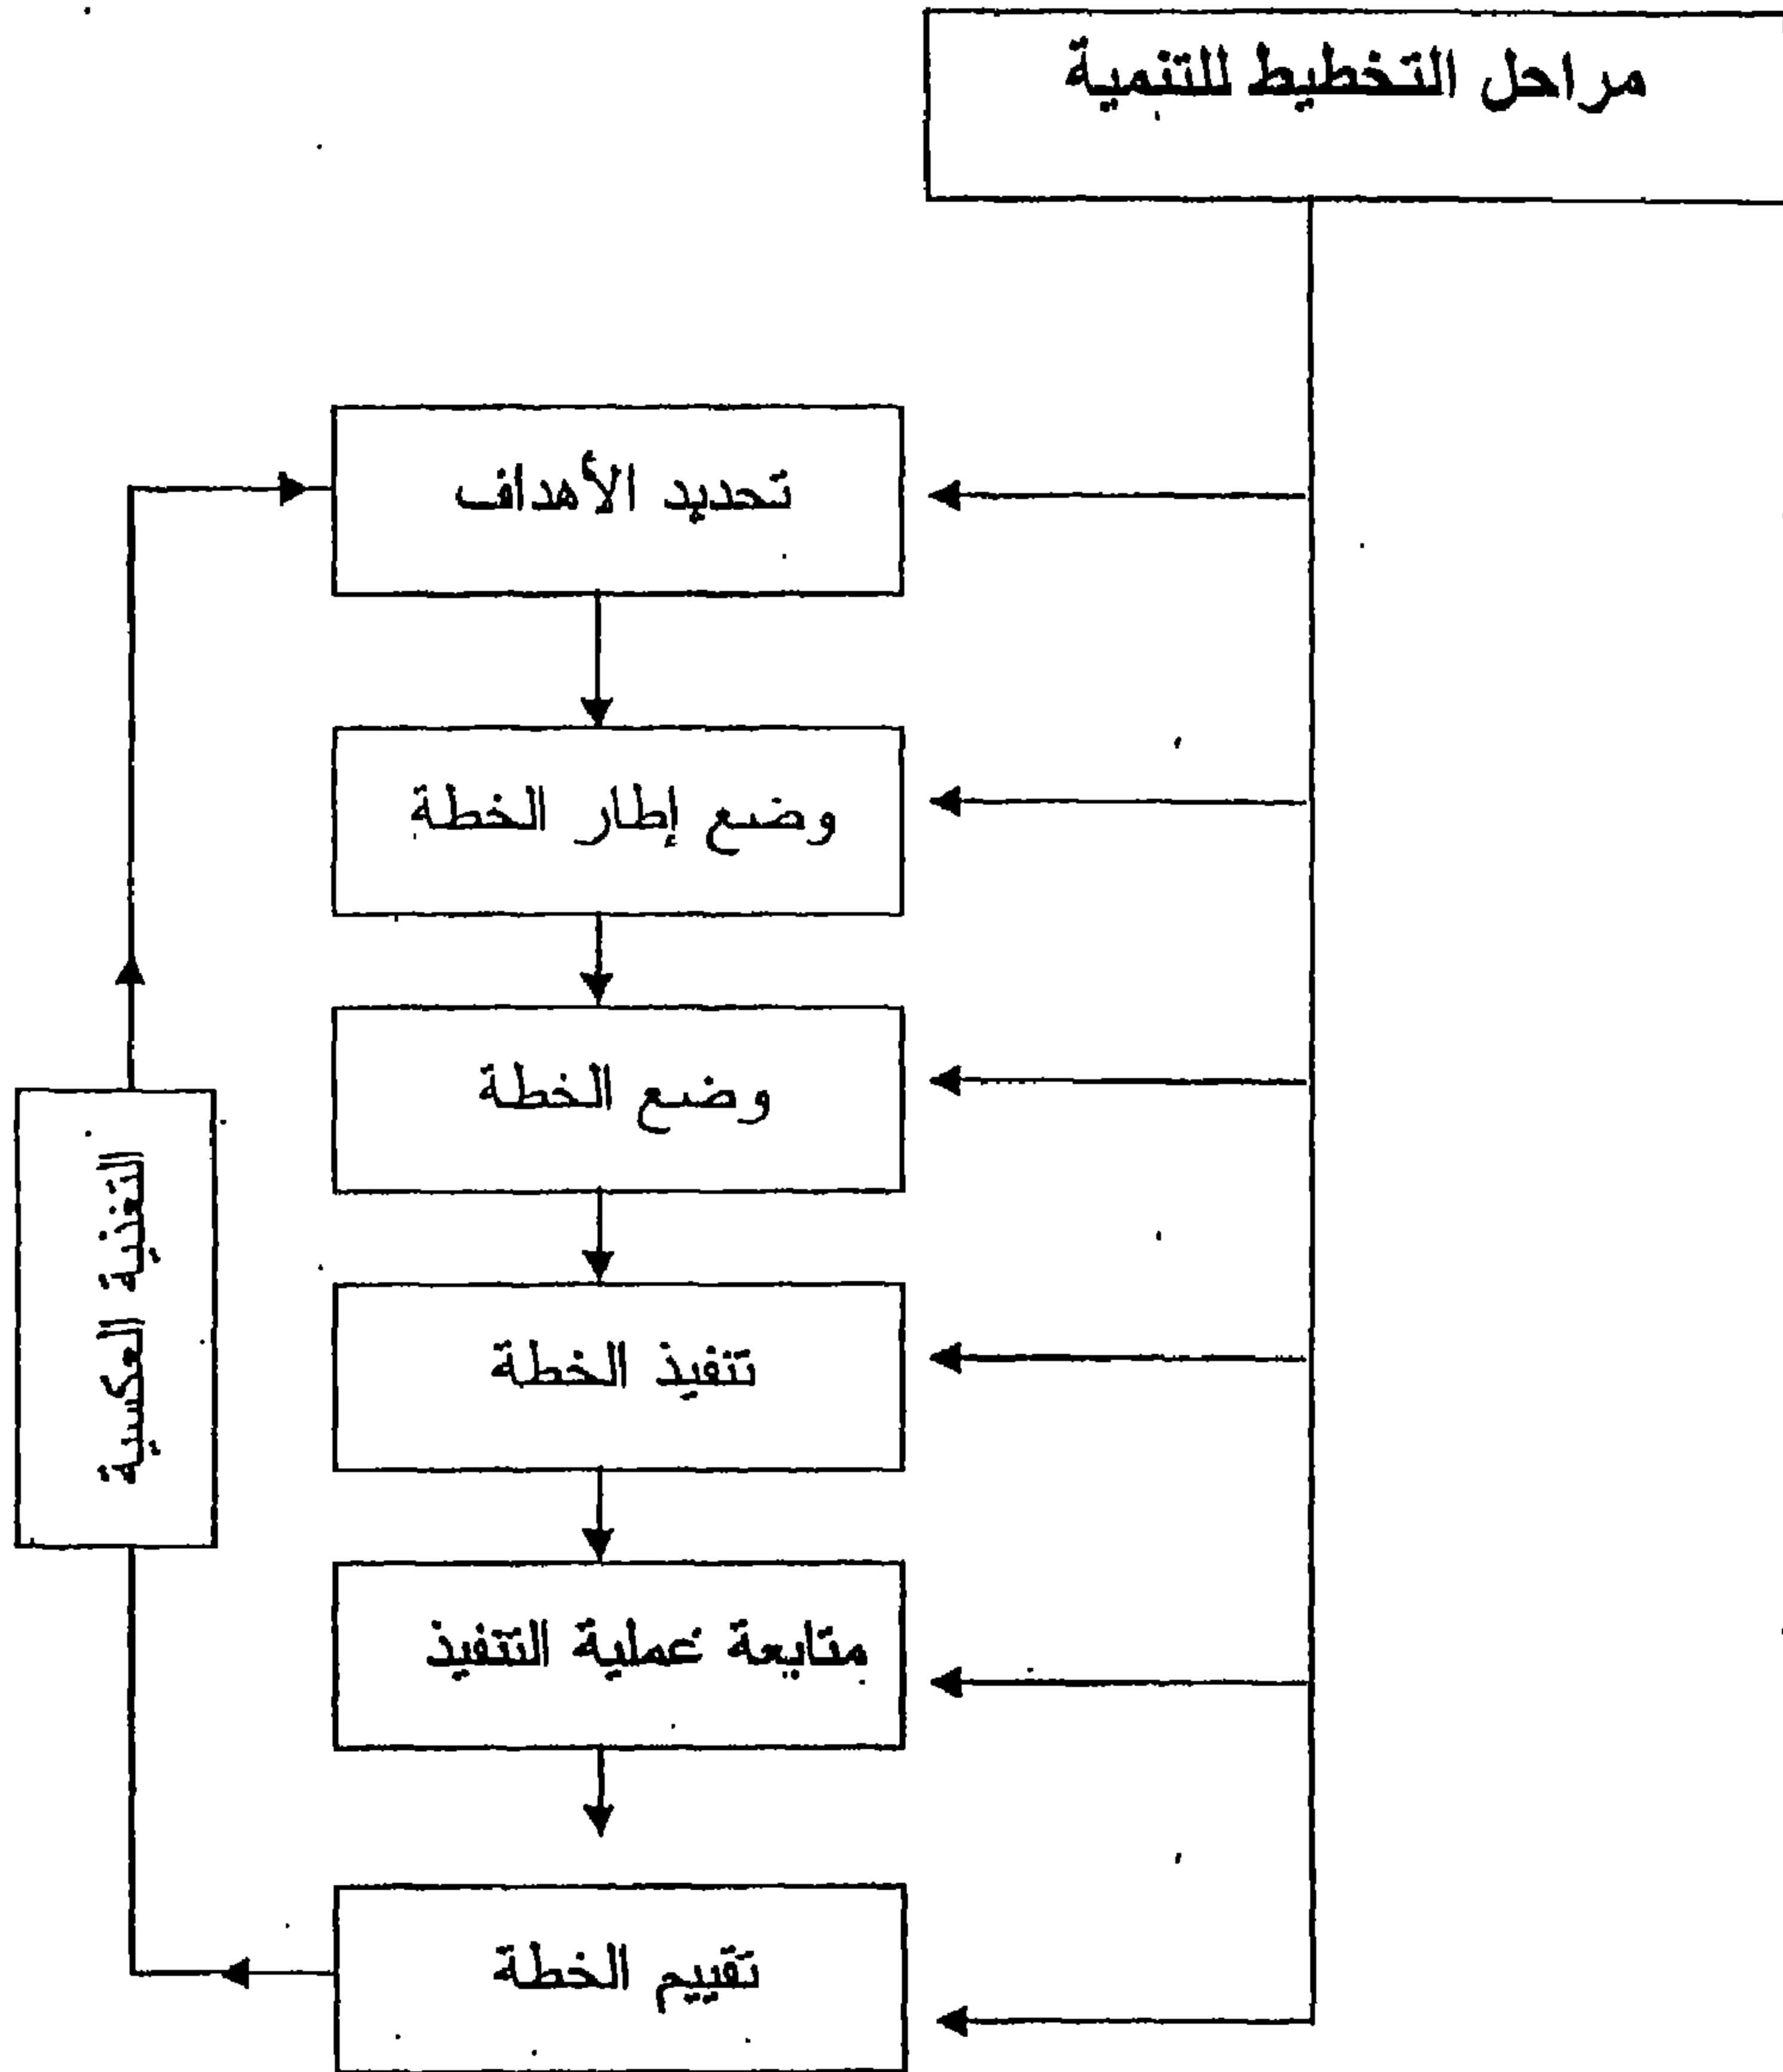 مراحل التخطيط للتنمية
تحديد الأهداف
وضع إطار الخطة
وضع الخطة
تنفيذ الخطة
متابعة عملية التنفيذ
تقييم الخطة
التغذية العكسية